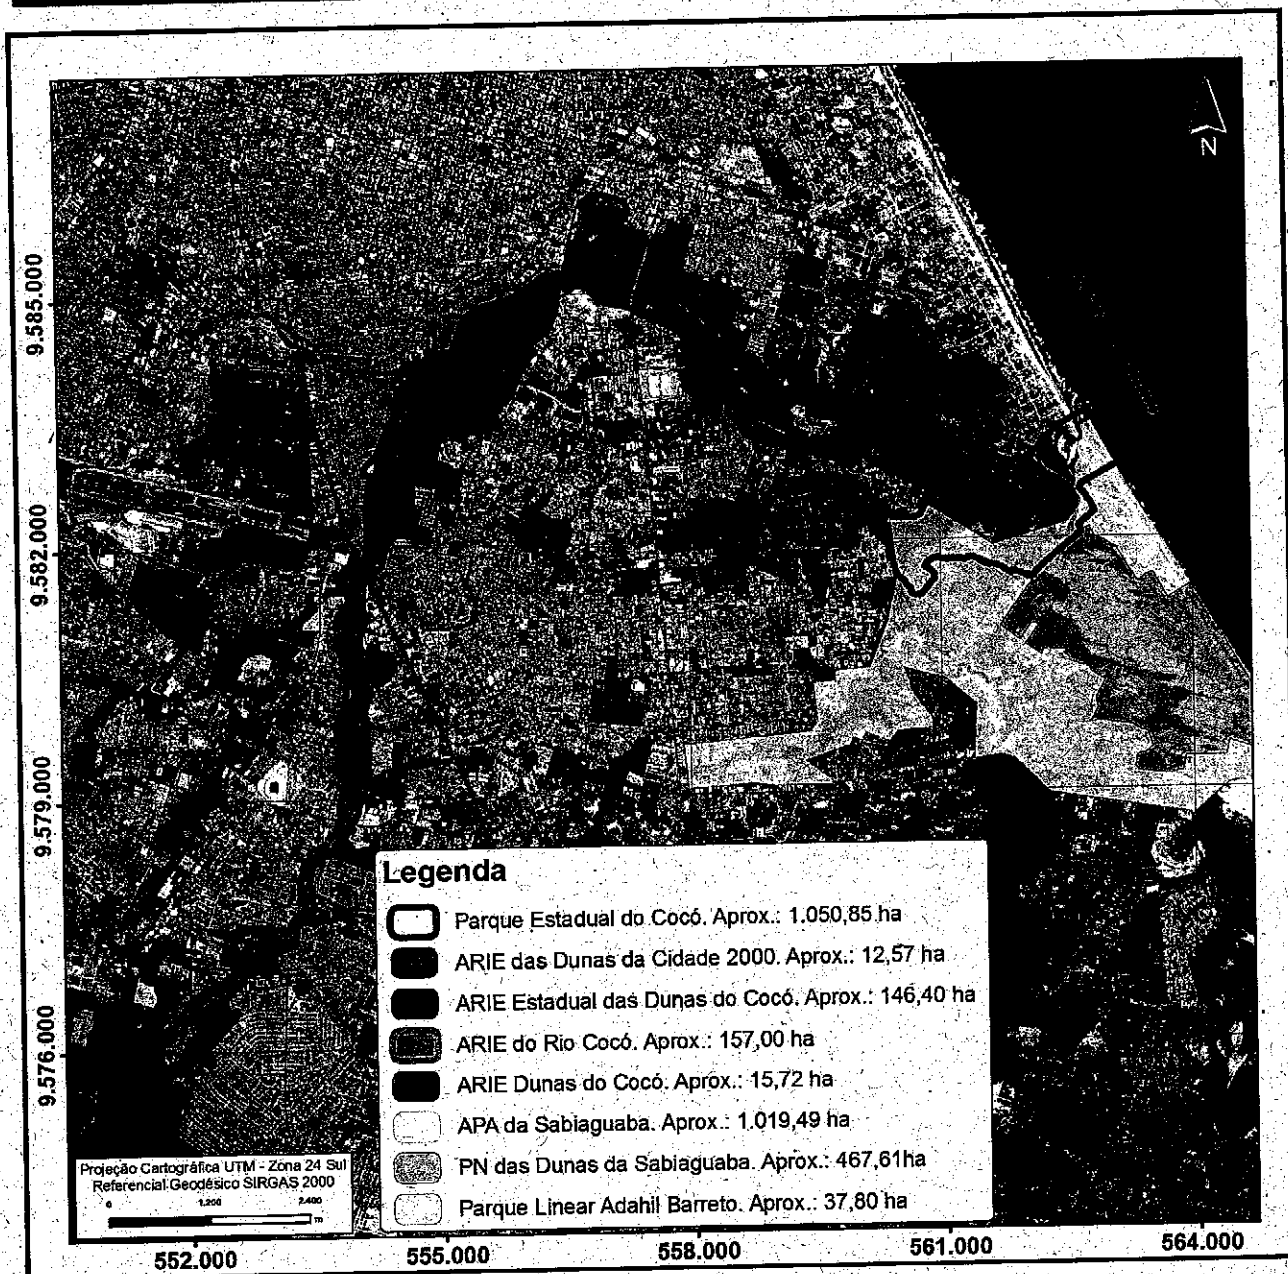 N
9.585.000
9.582.000
9.579.000
9.576.000
Legenda
Parque Estadual do Cocó. Aprox.: 1.050,85 ha
ARIE das Dunas da Cidade 2000. Aprox.: 12,57 ha
ARIE Estadual das Dunas do Cocó. Aprox.: 146,40 ha
ARIE do Rio Cocó. Aprox.: 157,00 ha
ARIE Dunas do Cocó. Aprox.: 15,72 ha
APA da Sabiaguaba. Aprox.: 1.019,49 ha
PN das Dunas da Sabiaguaba. Aprox.: 467,61ha
Parque Linear Adahil Barreto. Aprox.: 37,80 ha
Projeção Cartográfica UTM - Zona 24 Sul
Referencial Geodésico SIRGAS 2000
0 1.200 2.400
m
552.000 555.000 558.000 561.000 564.000